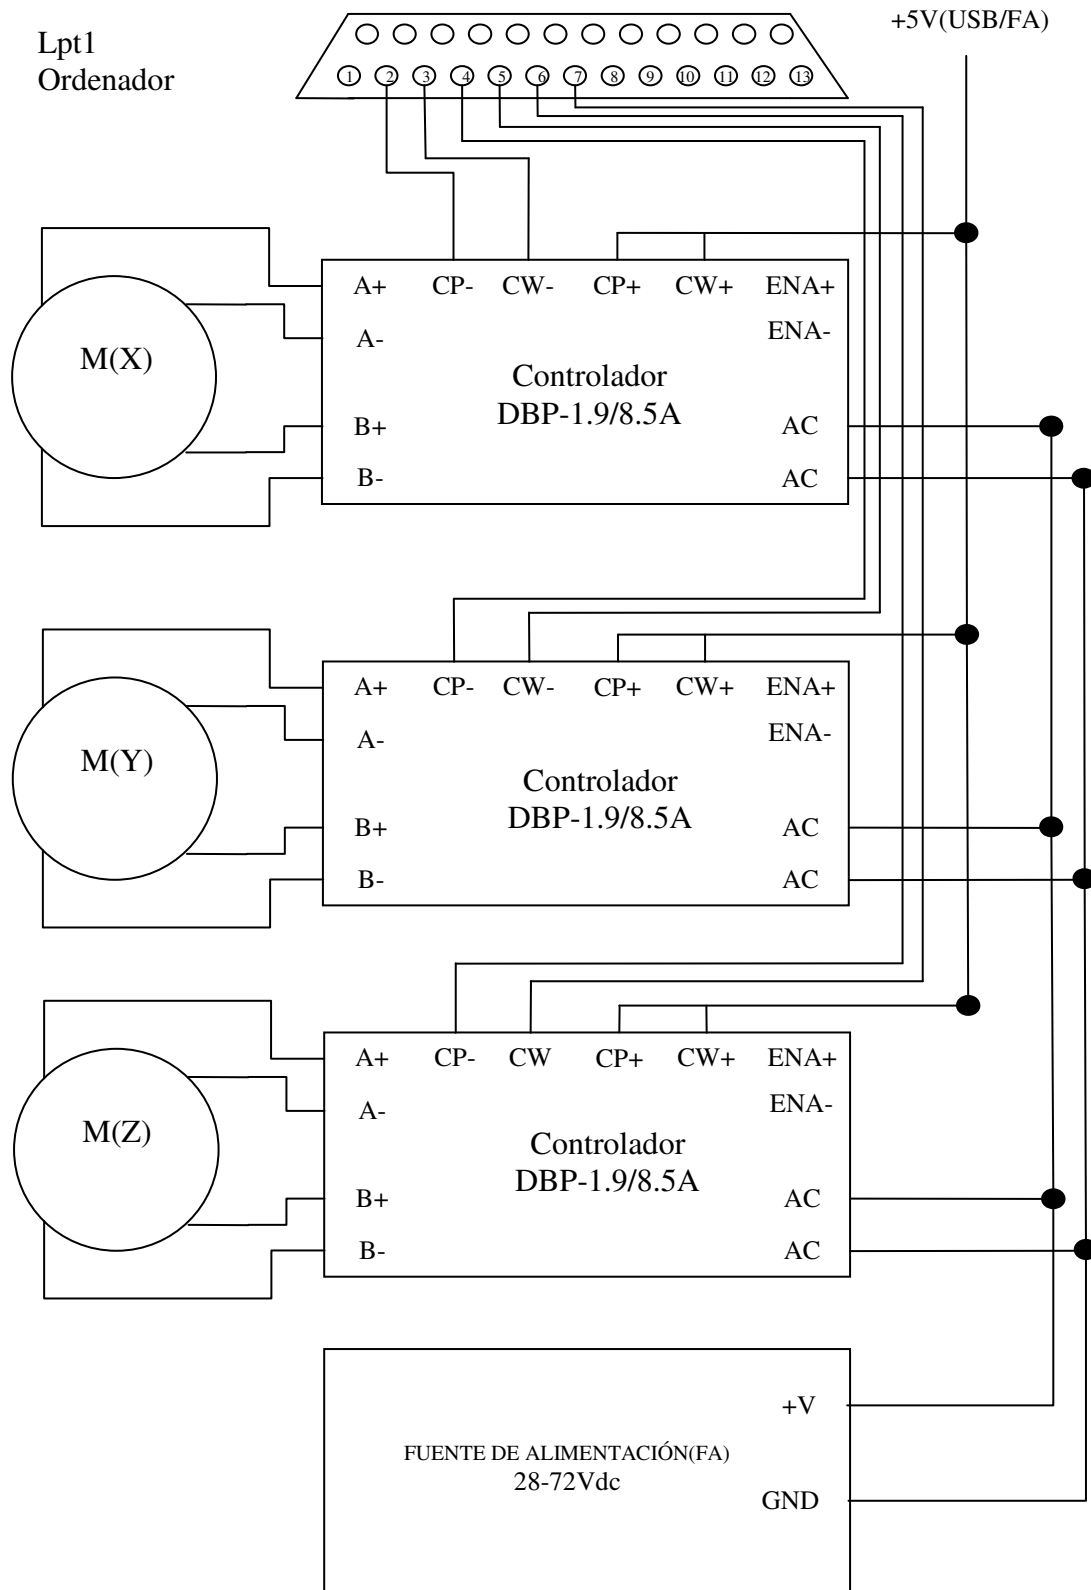 +5V(USB/FA)
Lpt1
Ordenador
1 2 3 4 5 6 7 8 9 10 11 12 13
A+ CP- CW- CP+ CW+ ENA+
ENA-
A-
M(X)
Controlador
DBP-1.9/8.5A
B+ AC
B- AC
A+ CP- CW- CP+ CW+ ENA+
ENA-
A-
M(Y)
Controlador
DBP-1.9/8.5A
B+ AC
B- AC
A+ CP- CW CP+ CW+ ENA+
ENA-
A-
M(Z)
Controlador
DBP-1.9/8.5A
B+ AC
B- AC
+V
FUENTE DE ALIMENTACIÓN(FA)
28-72Vdc
GND